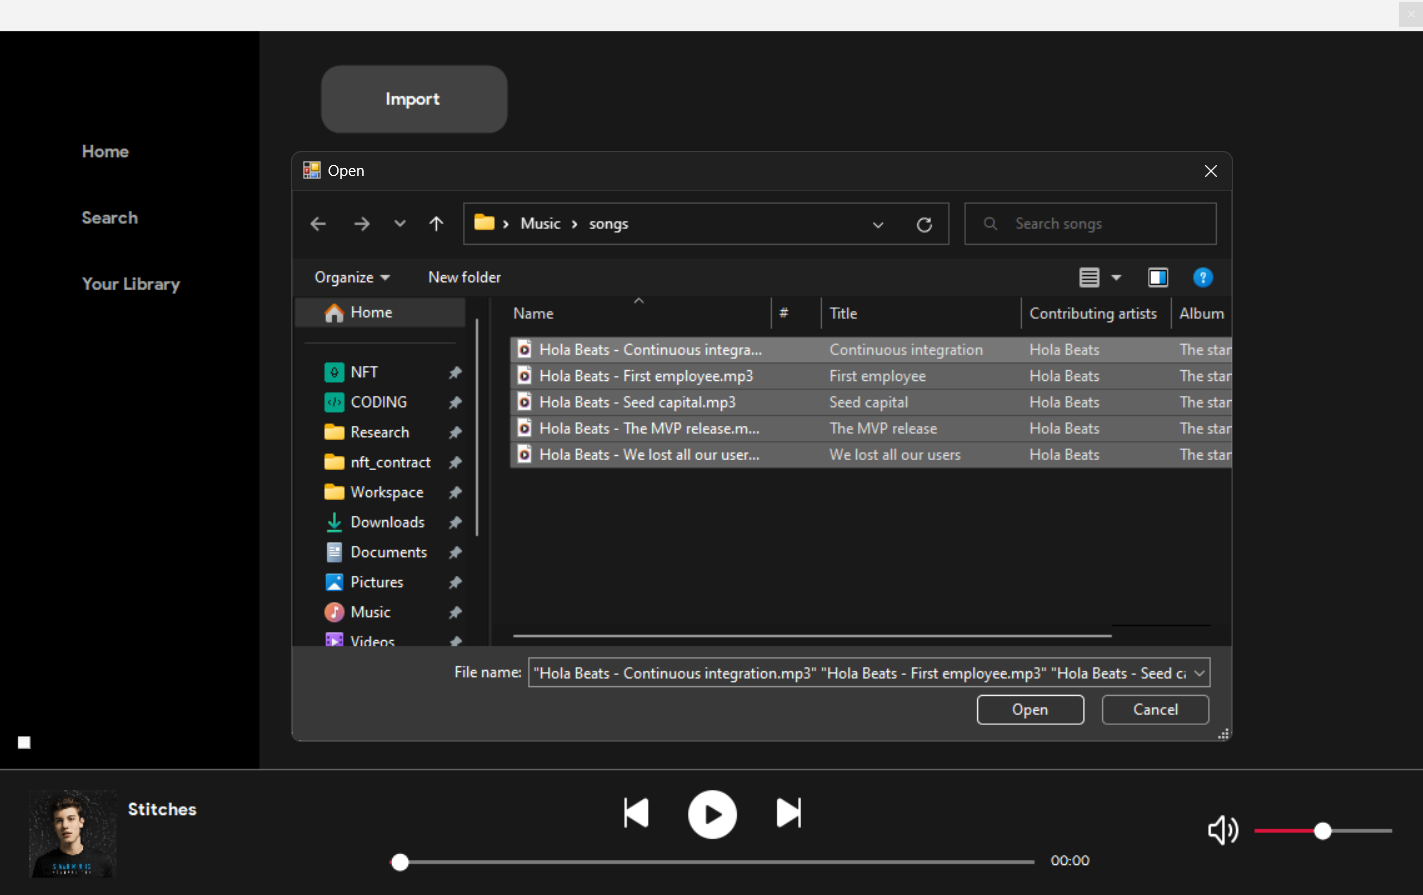 Import
Home
Search
Your Library
Open
Music songs
Search songs
Organize New folder
Name # Title Contributing artists Album
Hola Beats - Continuous integra... Continuous integration Hola Beats The star
Hola Beats - First employee.mp3 First employee Hola Beats The star
Hola Beats - Seed capital.mp3 Seed capital Hola Beats The star
Hola Beats - The MVP release.m... The MVP release Hola Beats The star
Hola Beats - We lost all our user... We lost all our users Hola Beats The star
Home
NFT
CODING
Research
nft_contract
Workspace
Downloads
Documents
Pictures
Music
Videos
File name: "Hola Beats - Continuous integration.mp3" "Hola Beats - First employee.mp3" "Hola Beats - Seed ca
Open Cancel
Stitches
00:00